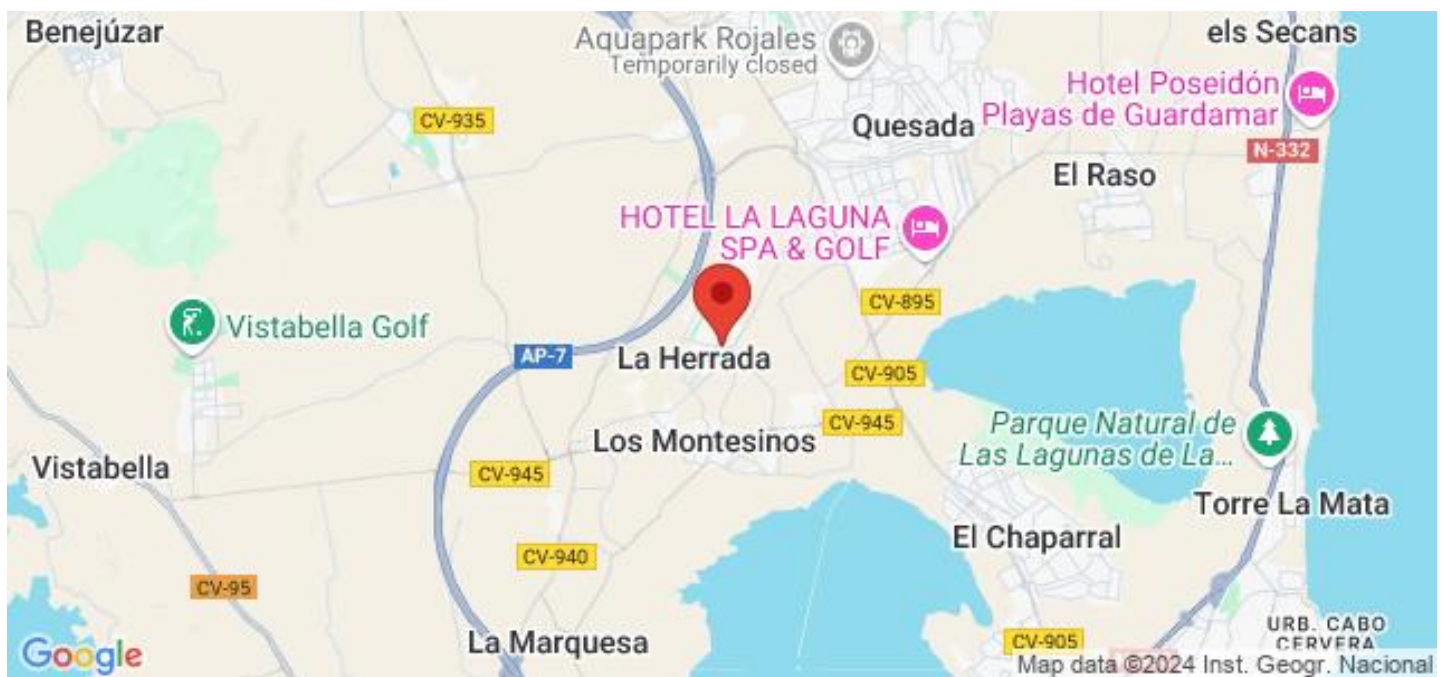 Benejúzar
Aquapark Rojales
Temporarily closed
els Secans
Hotel Poseidón
Playas de Guardamar
CV-935
Quesada
N-332
El Raso
HOTEL LA LAGUNA
SPA & GOLF
CV-895
Vistabella Golf
AP-7
La Herrada
CV-905
CV-945
Parque Natural de
Las Lagunas de La...
Los Montesinos
Vistabella
CV-945
Torre La Mata
El Chaparral
CV-940
CV-95
La Marquesa
URB. CABO
CERVERA
CV-905
Google
Map data ©2024 Inst. Geogr. Nacional